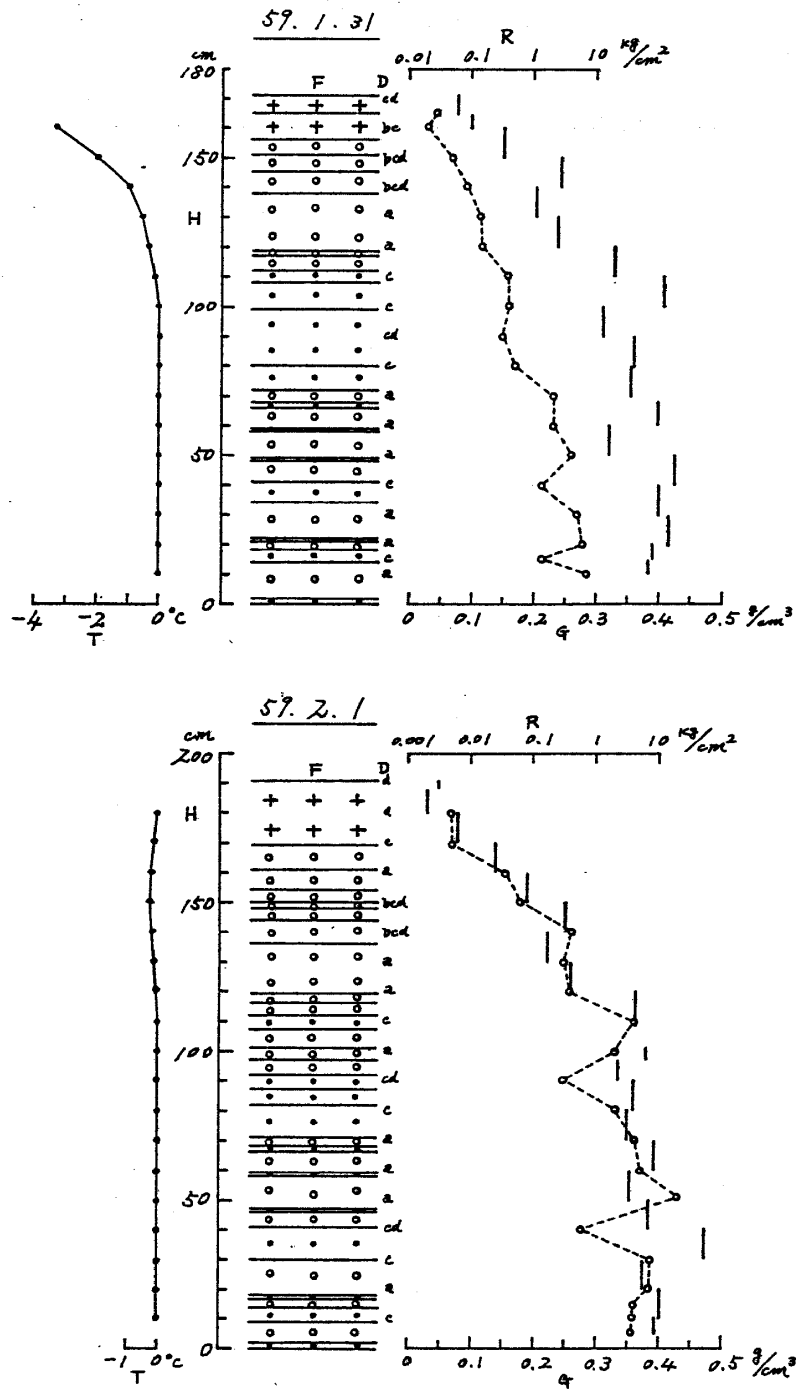 59. 1. 31
R
0.01 0.1 1 10 kg/cm2
cm
180
F D
cd
bc
150
bcd
bcd
H
a
a
c
100
c
cd
c
a
a
50
a
c
a
a
c
a
0
-4 -2 0°C
T
0 0.1 0.2 0.3 0.4 0.5 g/cm3
G
59. 2. 1
R
0.001 0.01 0.1 1 10 kg/cm2
cm
200
F D
a
H
a
c
a
150
bcd
bcd
a
a
c
100
a
cd
c
a
a
50
a
cd
c
a
c
0
-1 0°C
T
0 0.1 0.2 0.3 0.4 0.5 g/cm3
G